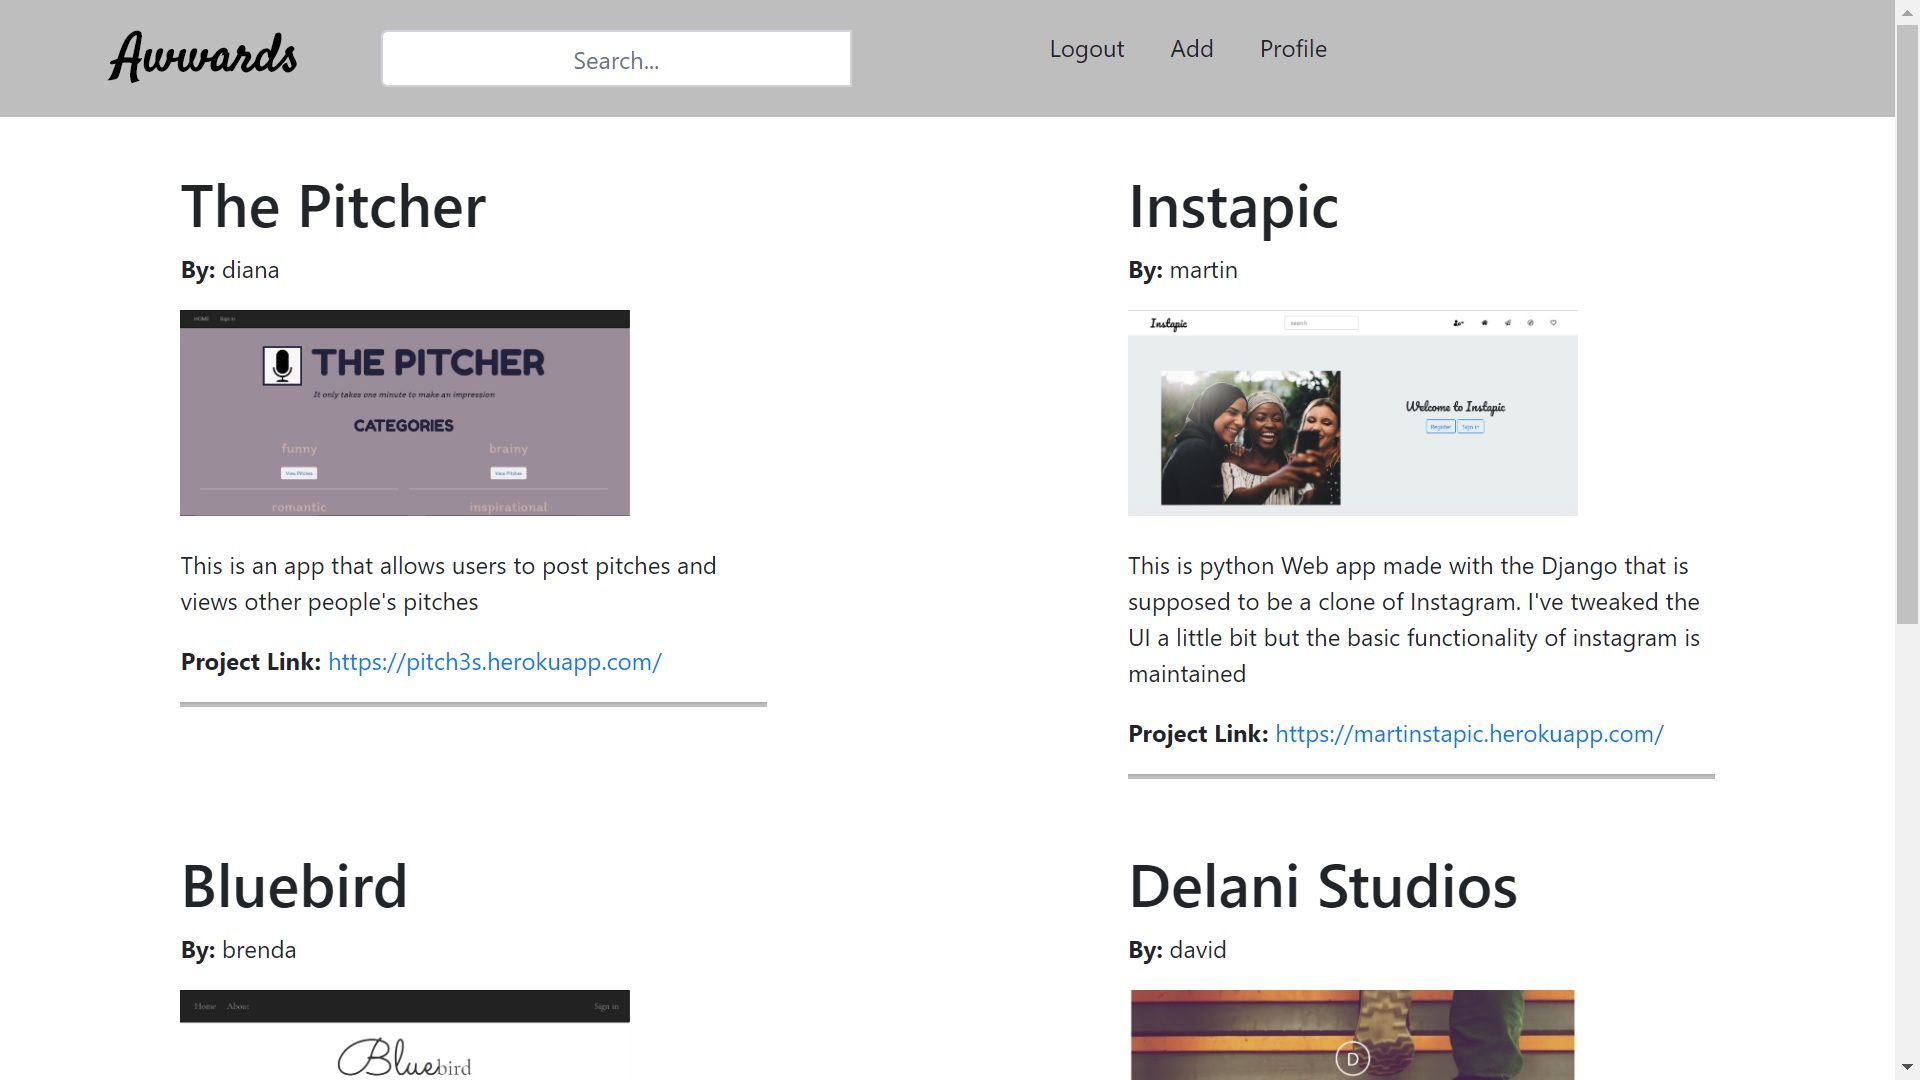 Awwards
Search...
Logout
Add
Profile
The Pitcher
By: diana
HOME
Sign in
THE PITCHER
It only takes one minute to make an impression
CATEGORIES
funny
brainy
View Pitches
View Pitches
romantic
inspirational
This is an app that allows users to post pitches and
views other people's pitches
Project Link: https://pitch3s.herokuapp.com/
Instapic
By: martin
Instapic
search
Welcome to Instapic
Register
Sign in
This is python Web app made with the Django that is
supposed to be a clone of Instagram. I've tweaked the
UI a little bit but the basic functionality of instagram is
maintained
Project Link: https://martinstapic.herokuapp.com/
Bluebird
By: brenda
Home
About
Sign in
Bluebird
Delani Studios
By: david
D